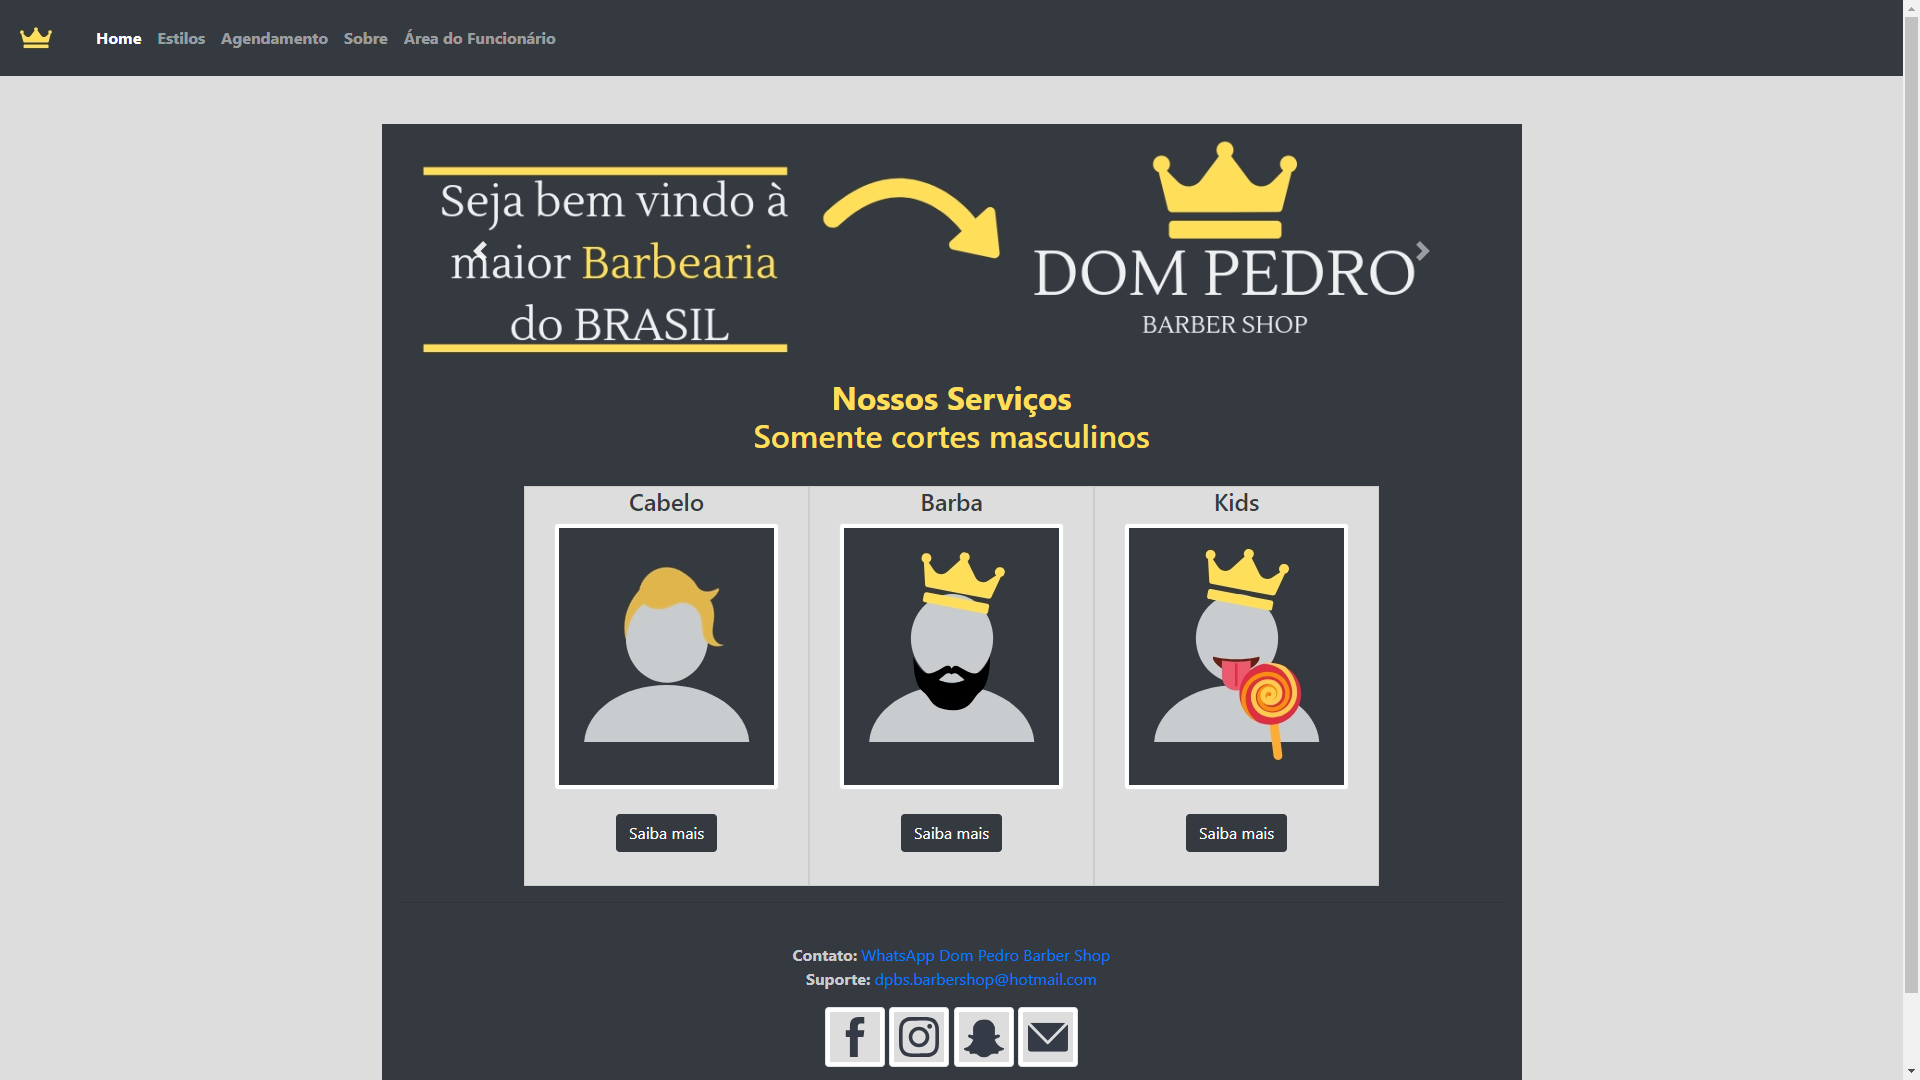 Home Estilos Agendamento Sobre Área do Funcionário
Seja bem vindo à
maior Barbearia
do BRASIL
DOM PEDRO
BARBER SHOP
Nossos Serviços
Somente cortes masculinos
Cabelo
Barba
Kids
Saiba mais
Saiba mais
Saiba mais
Contato: WhatsApp Dom Pedro Barber Shop
Suporte: dpbs.barbershop@hotmail.com